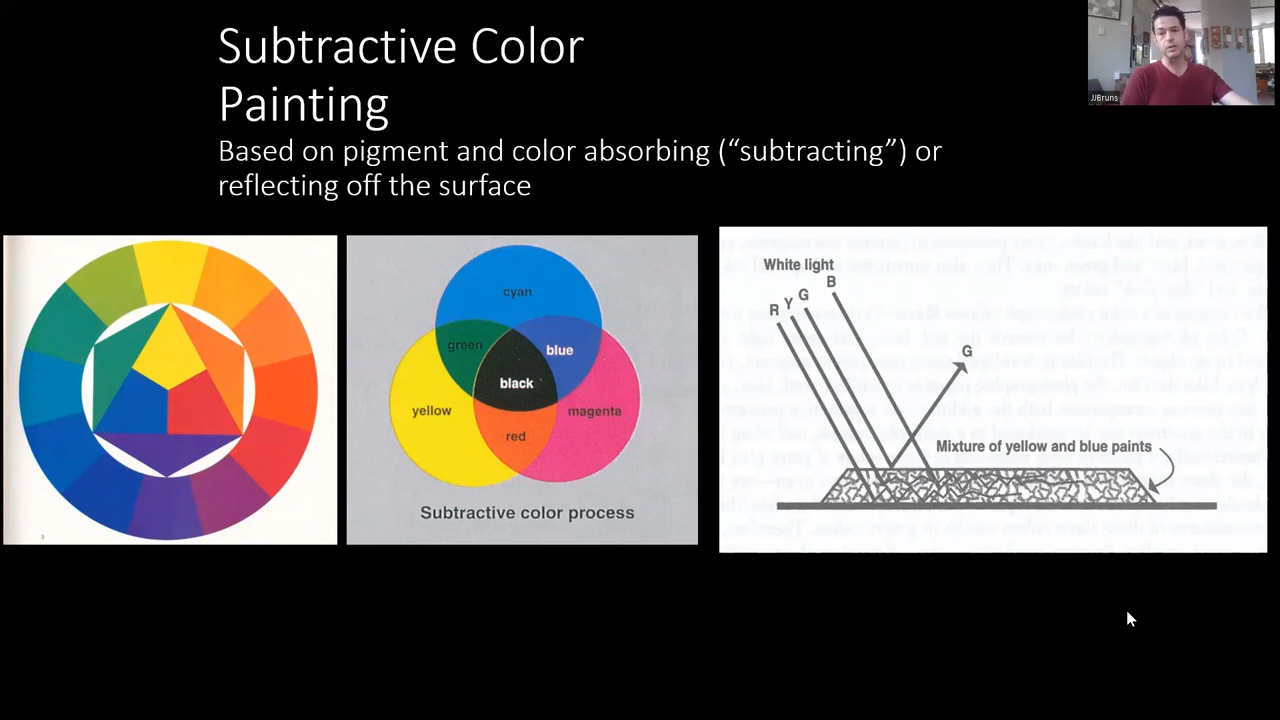 Subtractive Color
Painting
Based on pigment and color absorbing (“subtracting”) or
reflecting off the surface
JJBruns
3
cyan
green
blue
black
yellow
magenta
red
Subtractive color process
White light
R Y G B
G
Mixture of yellow and blue paints